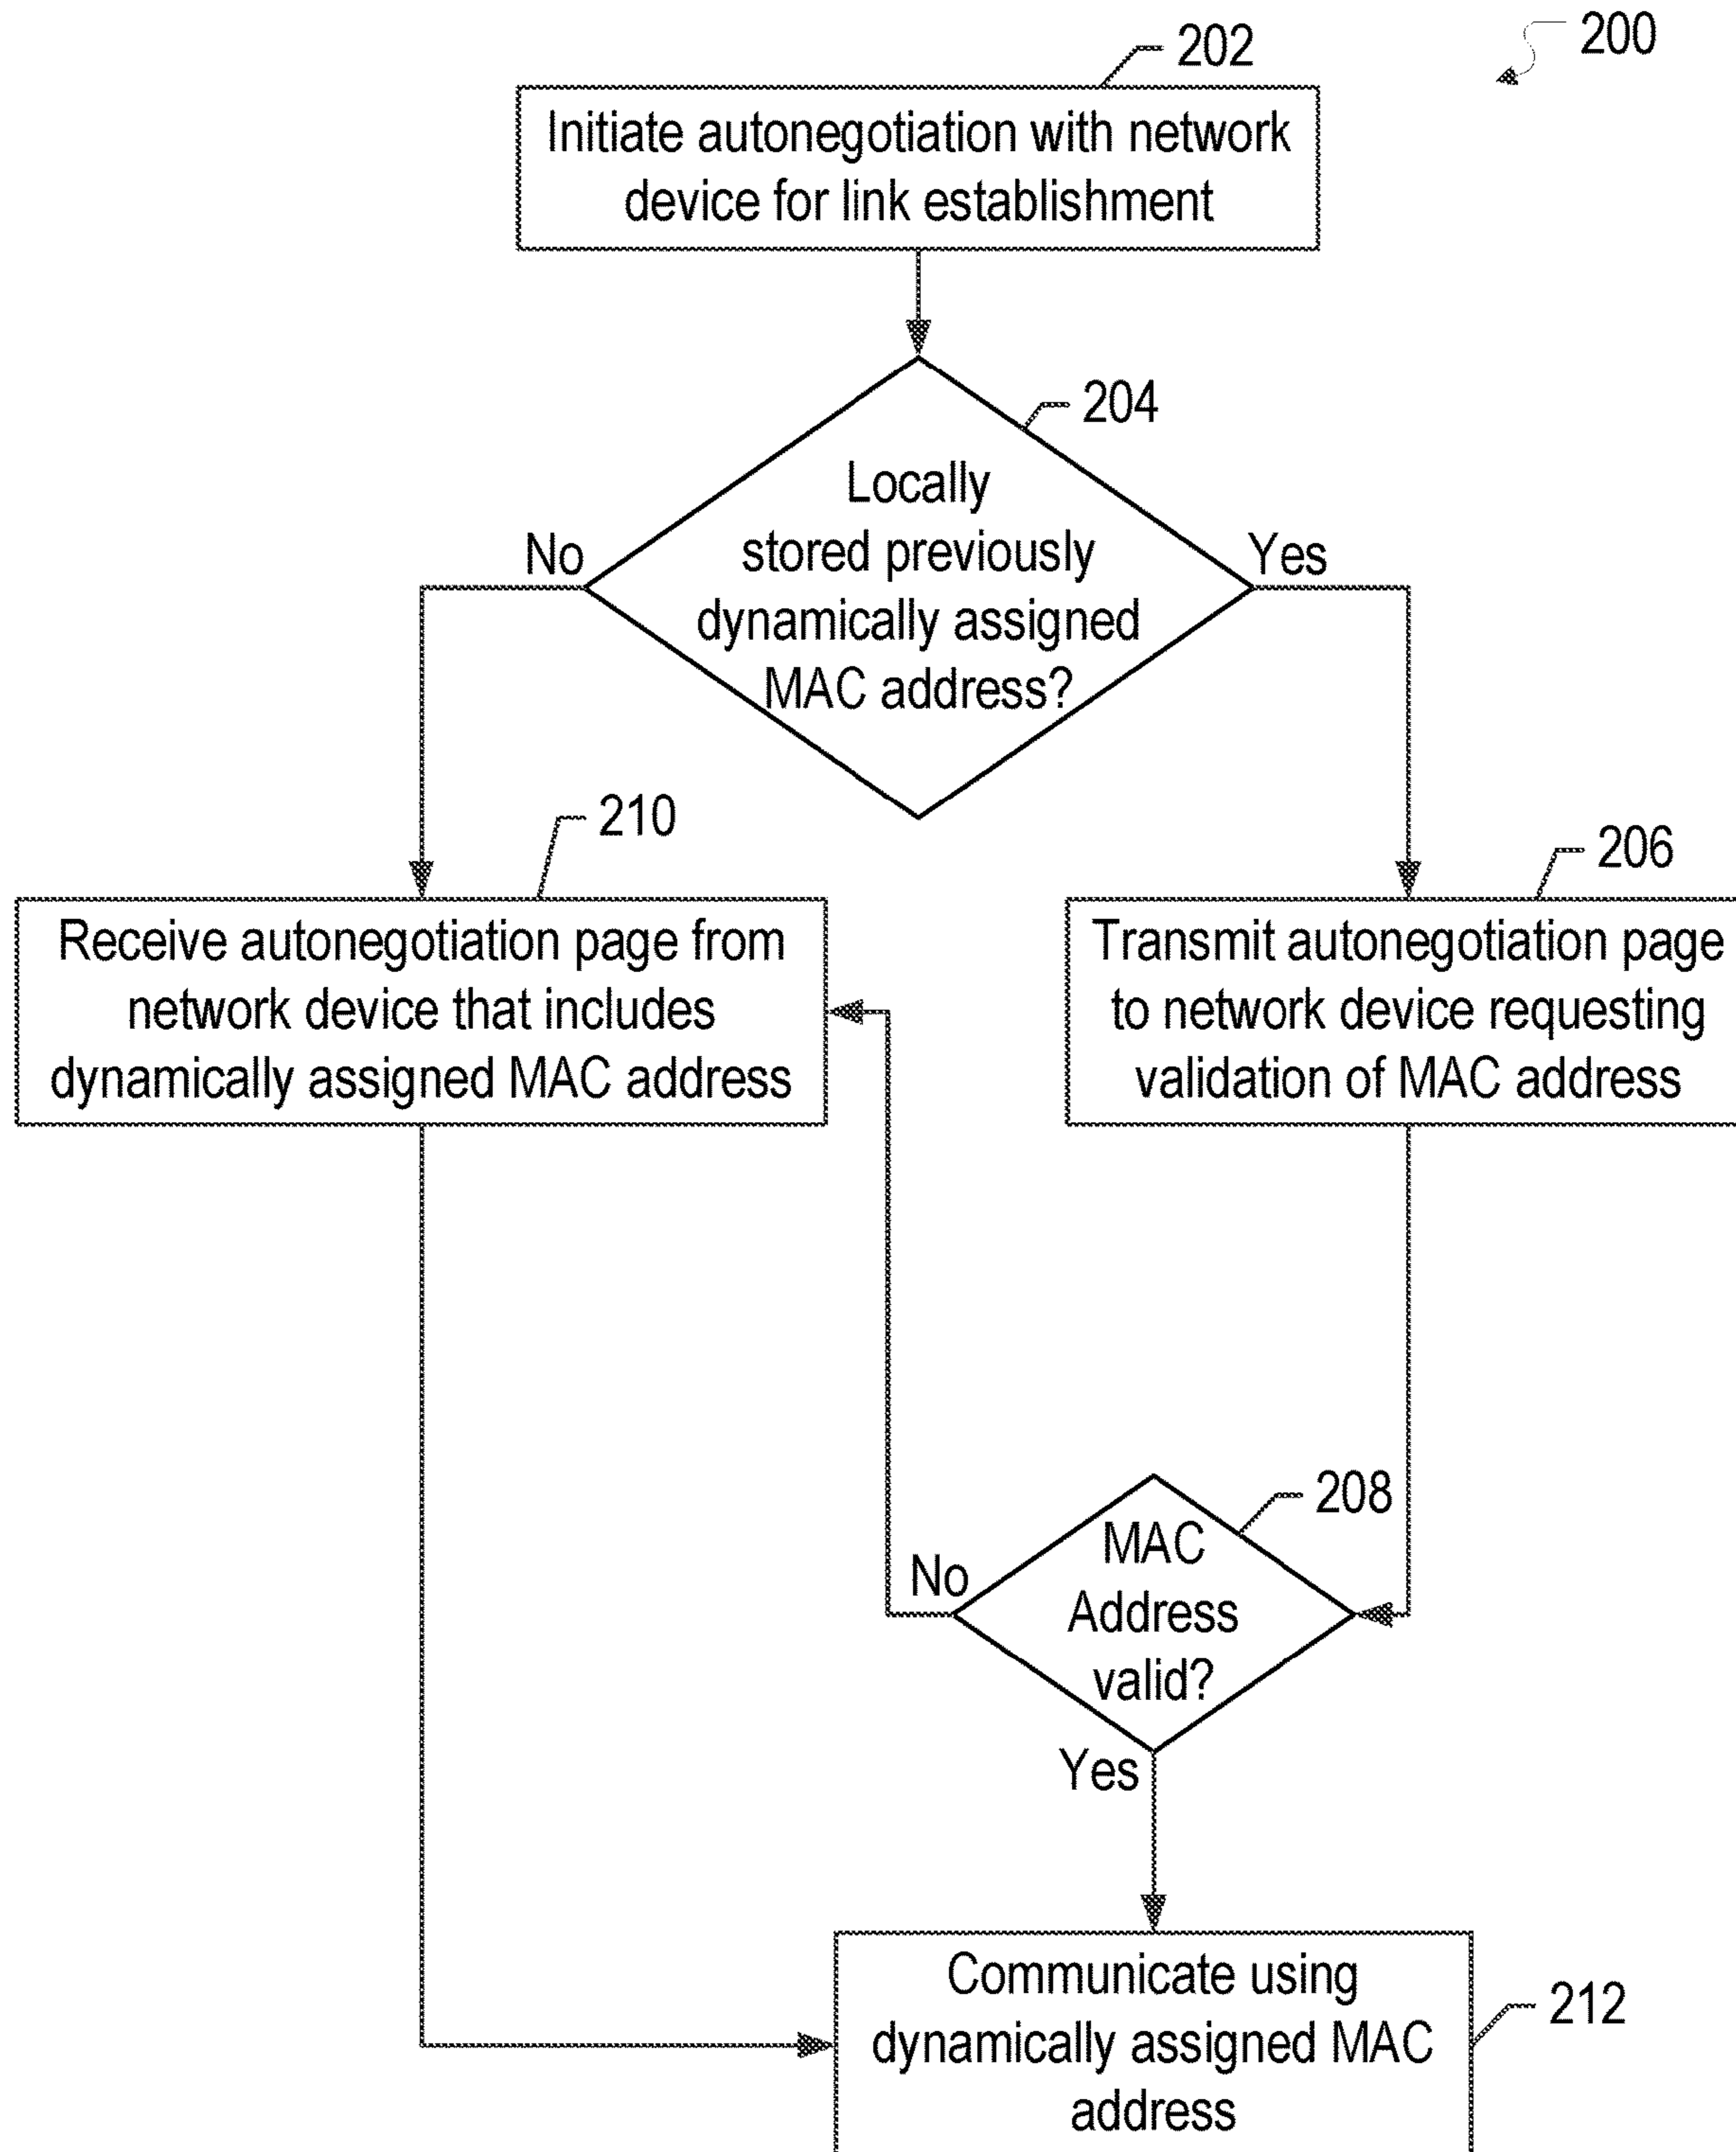 200
202
Initiate autonegotiation with network
device for link establishment
204
Locally
stored previously
dynamically assigned
MAC address?
No
Yes
210
Receive autonegotiation page from
network device that includes
dynamically assigned MAC address
206
Transmit autonegotiation page
to network device requesting
validation of MAC address
208
MAC
Address
valid?
No
Yes
Communicate using
dynamically assigned MAC
address
212